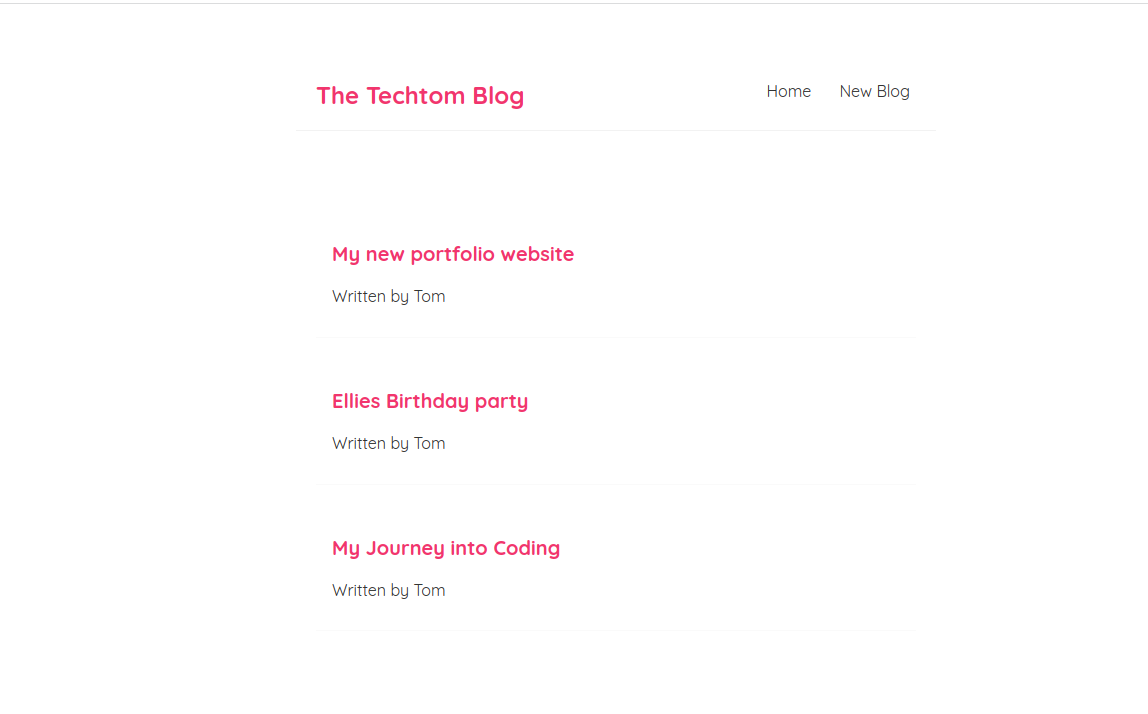 The Techtom Blog
Home New Blog
My new portfolio website
Written by Tom
Ellies Birthday party
Written by Tom
My Journey into Coding
Written by Tom